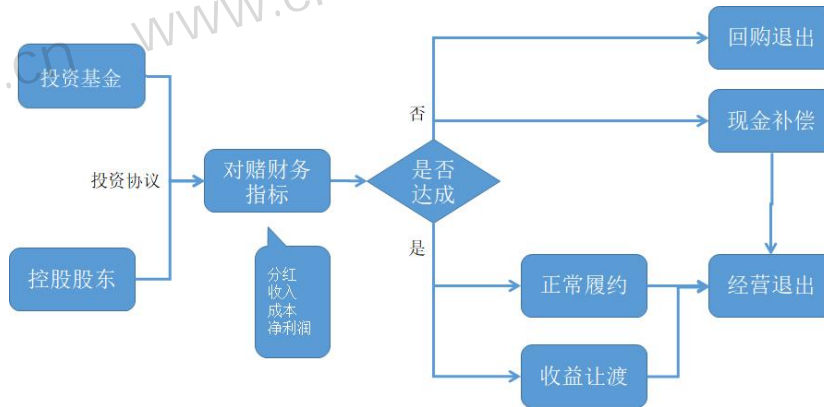 www.c
.cn
回购退出
投资基金
现金补偿
否
投资协议
对赌财务
指标
是否
达成
是
控股股东
分红
收入
成本
净利润
正常履约
经营退出
收益让渡